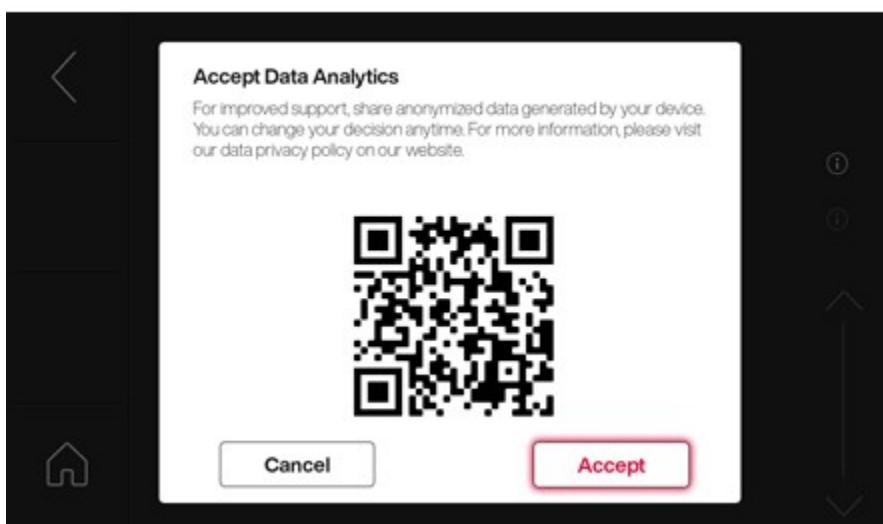 Accept Data Analytics
For improved support, share anonymized data generated by your device.
You can change your decision anytime. For more information, please visit
our data privacy policy on our website.
Cancel
Accept